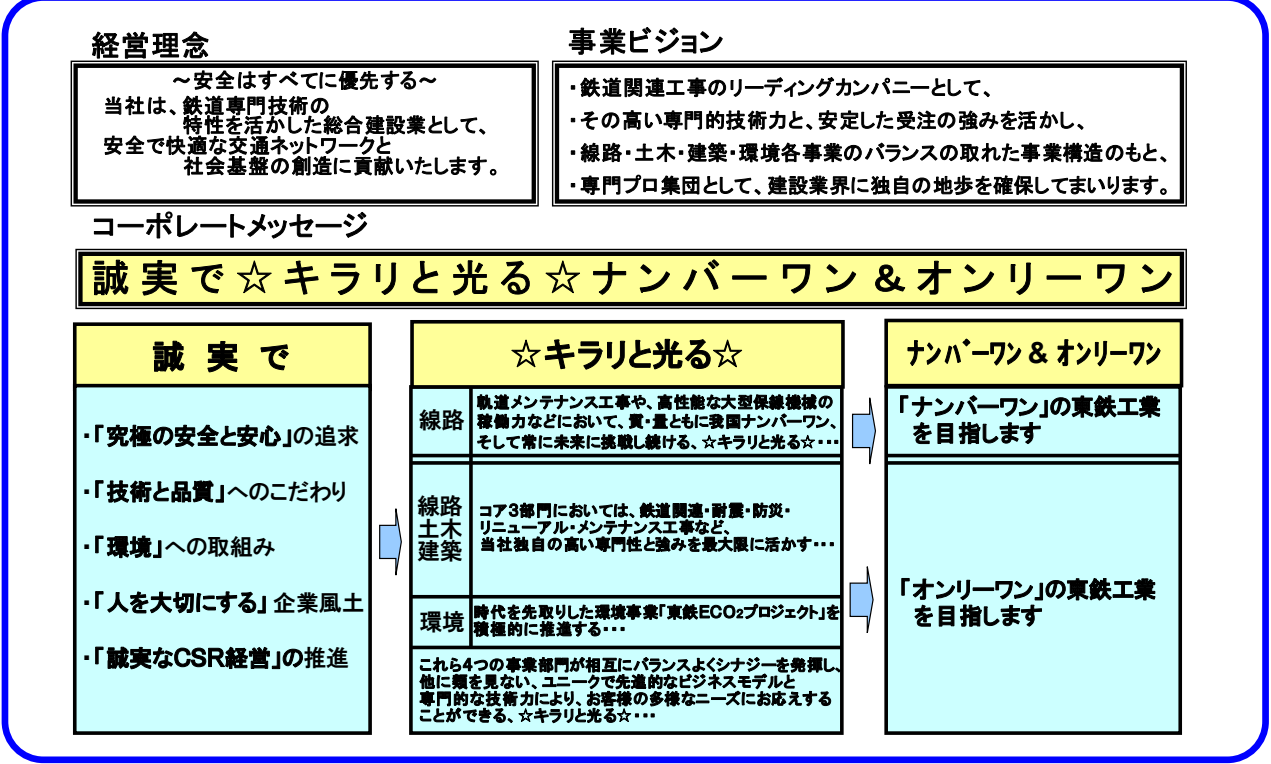 経営理念
～安全はすべてに優先する～
当社は、鉄道専門技術の
特性を活かした総合建設業として、
安全で快適な交通ネットワークと
社会基盤の創造に貢献いたします。
事業ビジョン
・鉄道関連工事のリーディングカンパニーとして、
・その高い専門的技術力と、安定した受注の強みを活かし、
・線路・土木・建築・環境各事業のバランスの取れた事業構造のもと、
・専門プロ集団として、建設業界に独自の地歩を確保してまいります。
コーポレートメッセージ
誠実で☆キラリと光る☆ナンバーワン＆オンリーワン
誠実で
・「究極の安全と安心」の追求
・「技術と品質」へのこだわり
・「環境」への取組み
・「人を大切にする」企業風土
・「誠実なCSR経営」の推進
☆キラリと光る☆
線路
軌道メンテナンス工事や、高性能な大型保線機械の
稼働力などにおいて、質・量ともに我国ナンバーワン、
そして常に未来に挑戦し続ける、☆キラリと光る☆・・・
線路
土木
建築
コア3部門においては、鉄道関連・耐震・防災・
リニューアル・メンテナンス工事など、
当社独自の高い専門性と強みを最大限に活かす・・・
環境
時代を先取りした環境事業「東鉄ECO2プロジェクト」を
積極的に推進する・・・
これら4つの事業部門が相互にバランスよくシナジーを発揮し、
他に類を見ない、ユニークで先進的なビジネスモデルと
専門的な技術力により、お客様の多様なニーズにお応えする
ことができる、☆キラリと光る☆・・・
ナンバーワン＆オンリーワン
「ナンバーワン」の東鉄工業
を目指します
「オンリーワン」の東鉄工業
を目指します